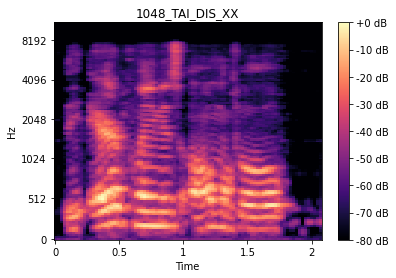 1048_TAI_DIS_XX
+0 dB
8192
-10 dB
4096
-20 dB
-30 dB
2048
Hz
-40 dB
1024
-50 dB
512
-60 dB
-70 dB
0
-80 dB
0
0.5
1
1.5
2
Time